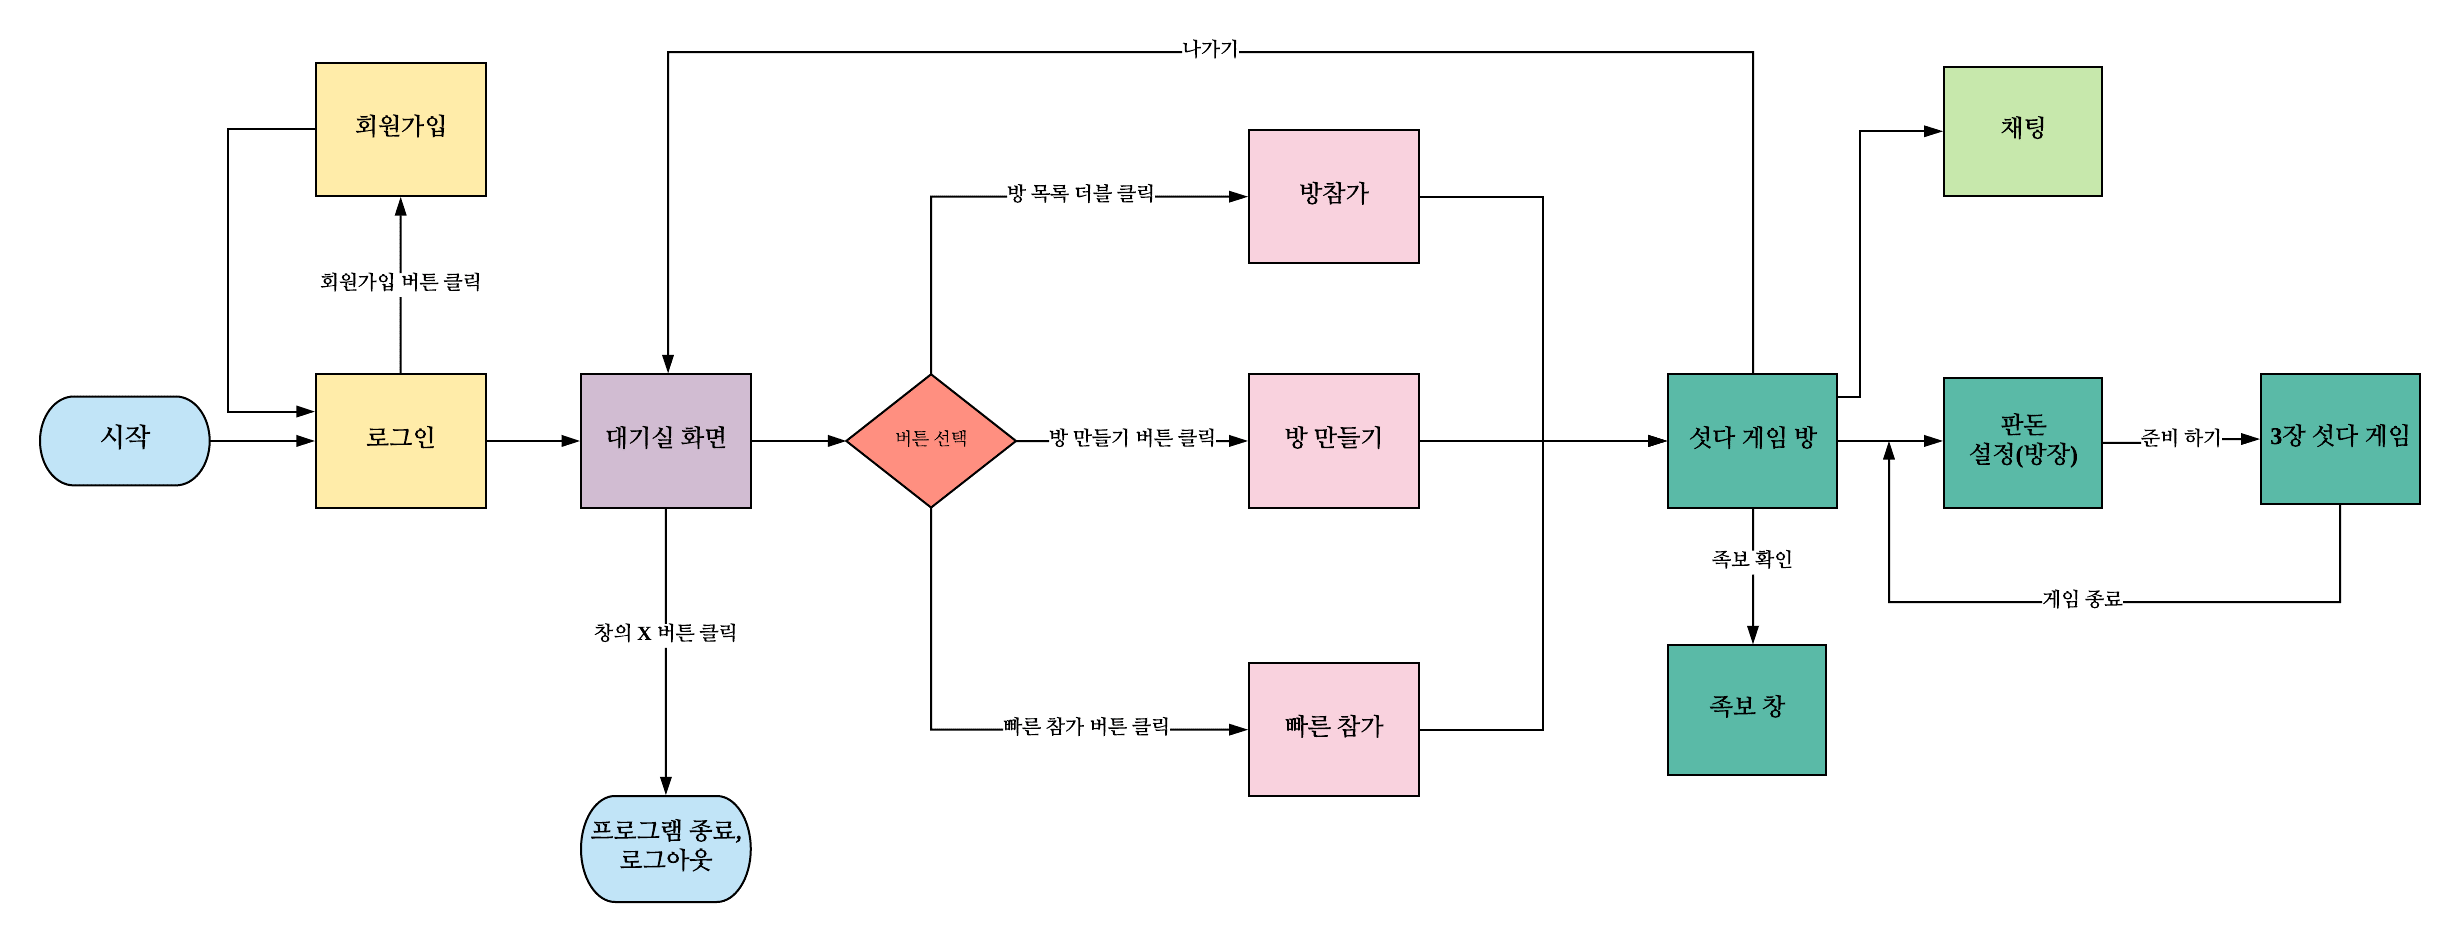 나가기
회원가입
채팅
방 목록 더블 클릭
방참가
회원가입 버튼 클릭
시작
로그인
대기실 화면
버튼 선택
방 만들기 버튼 클릭
방 만들기
섯다 게임 방
판돈
설정(방장)
준비 하기
3장 섯다 게임
족보 확인
게임 종료
창의 X 버튼 클릭
족보 창
빠른 참가 버튼 클릭
빠른 참가
프로그램 종료,
로그아웃